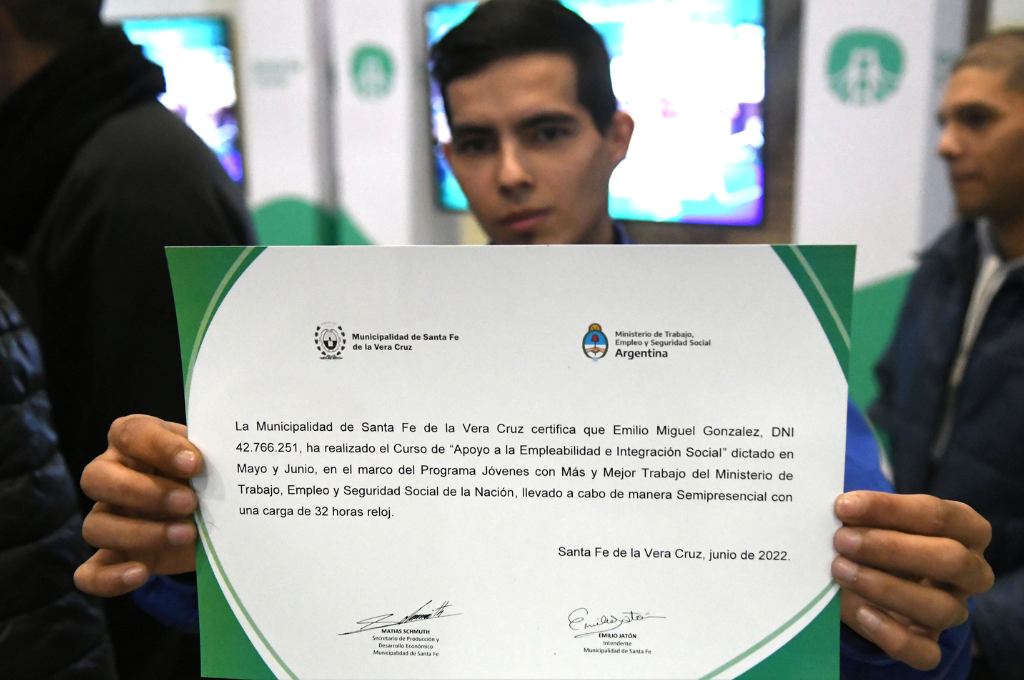 Municipalidad de Santa Fe
de la Vera Cruz
Ministerio de Trabajo,
Empleo y Seguridad Social
Argentina
La Municipalidad de Santa Fe de la Vera Cruz certifica que Emilio Miguel Gonzalez, DNI
42.766.251, ha realizado el Curso de “Apoyo a la Empleabilidad e Integración Social” dictado en
Mayo y Junio, en el marco del Programa Jóvenes con Más y Mejor Trabajo del Ministerio de
Trabajo, Empleo y Seguridad Social de la Nación, llevado a cabo de manera Semipresencial con
una carga de 32 horas reloj.
Santa Fe de la Vera Cruz, junio de 2022.
MATIAS SCHMUTH
Secretario de Producción y
Desarrollo Económico
Municipalidad de Santa Fe
Emilio Jatón
EMILIO JATÓN
Intendente
Municipalidad de Santa Fe